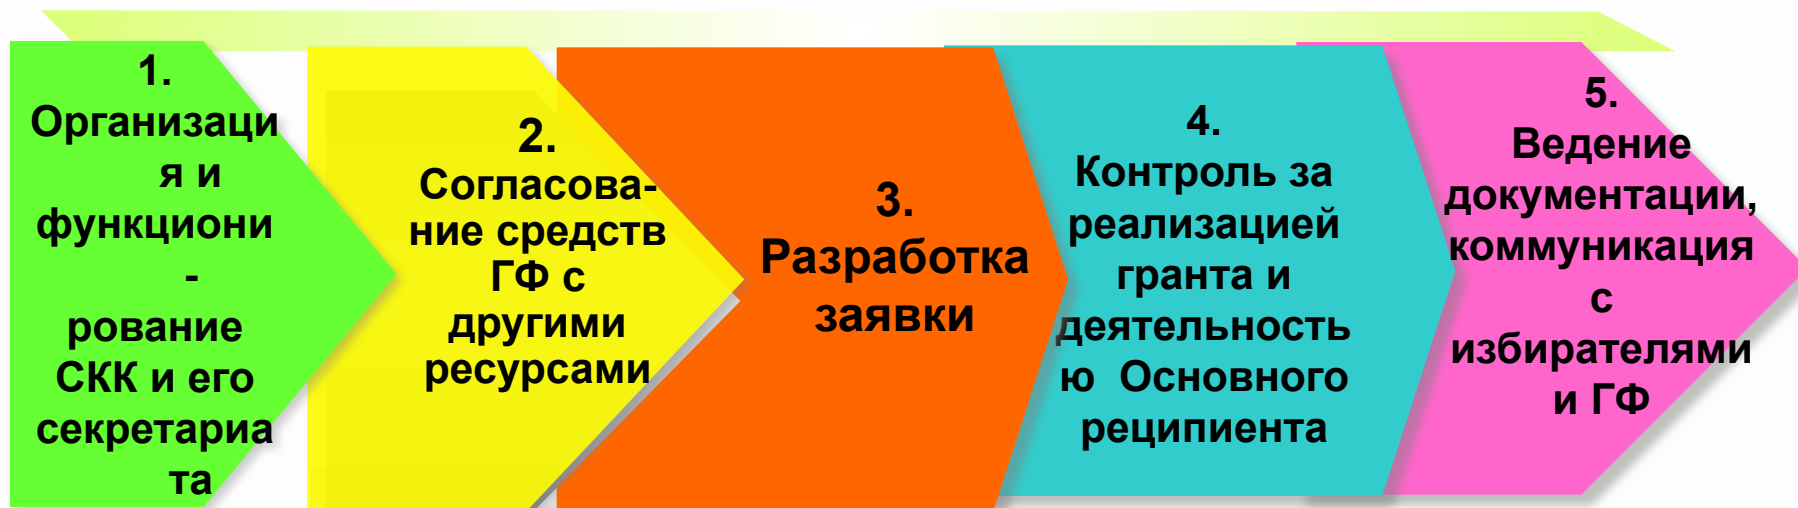 1.
Организаци
я и
функциони
-
рование
СКК и его
секретариа
та
2.
Согласова-
ние средств
ГФ с
другими
ресурсами
3.
Разработка
заявки
4.
Контроль за
реализацией
гранта и
деятельность
ю Основного
реципиента
5.
Ведение
документации,
коммуникация
с
избирателями
и ГФ